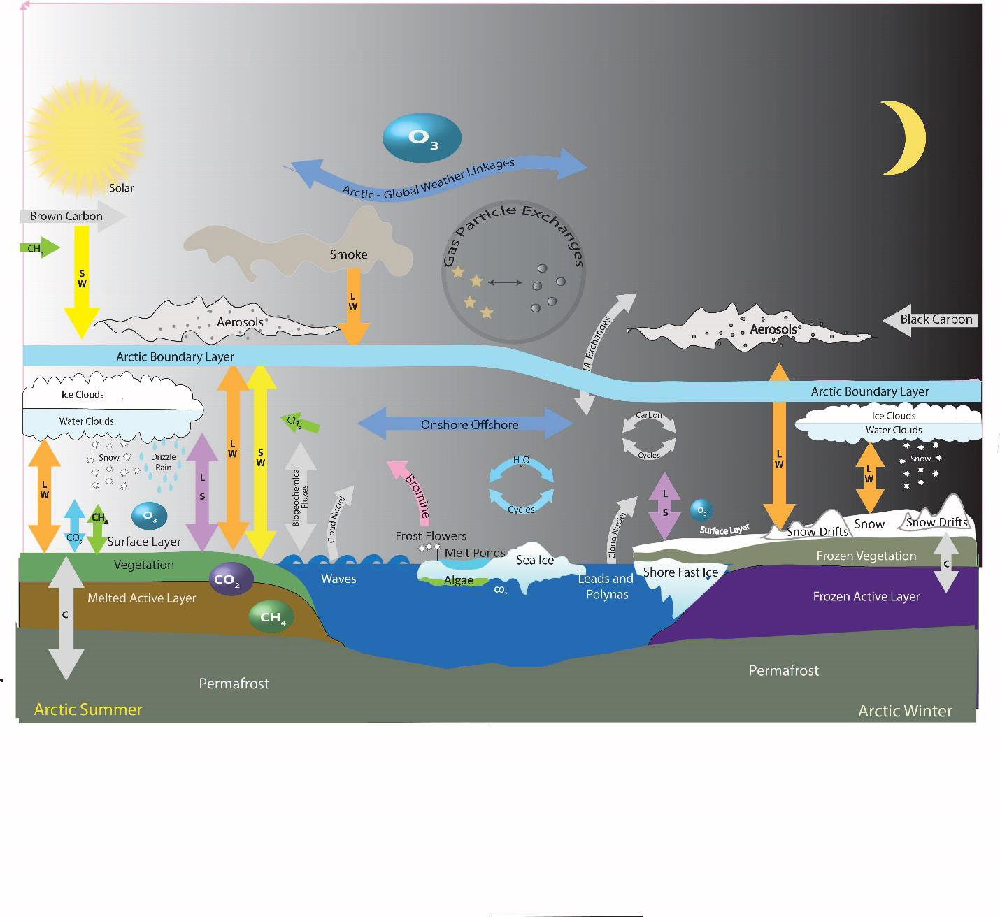 O3
Arctic - Global Weather Linkages
Solar
Brown Carbon
CH4
SW
Smoke
LW
Gas Particle Exchanges
Aerosols
M Exchanges
Aerosols
Black Carbon
Arctic Boundary Layer
Arctic Boundary Layer
Ice Clouds
Water Clouds
Snow
Drizzle
Rain
LW
LS
LW
SW
CH4
Onshore Offshore
Carbon
Cycles
H2O
Cycles
Ice Clouds
Water Clouds
Snow
LW
LW
LS
O3
Surface Layer
CO2
CH4
O3
Surface Layer
Biogeochemical
Fluxes
Cloud Nuclei
Bromine
Frost Flowers
Melt Ponds
Sea Ice
Algae
CO2
Cloud Nuclei
Leads and
Polynas
Shore Fast Ice
Snow Drifts
Snow
Snow Drifts
Frozen Vegetation
C
Frozen Active Layer
Vegetation
Waves
CO2
Melted Active Layer
C
CH4
Permafrost
Permafrost
Arctic Summer
Arctic Winter